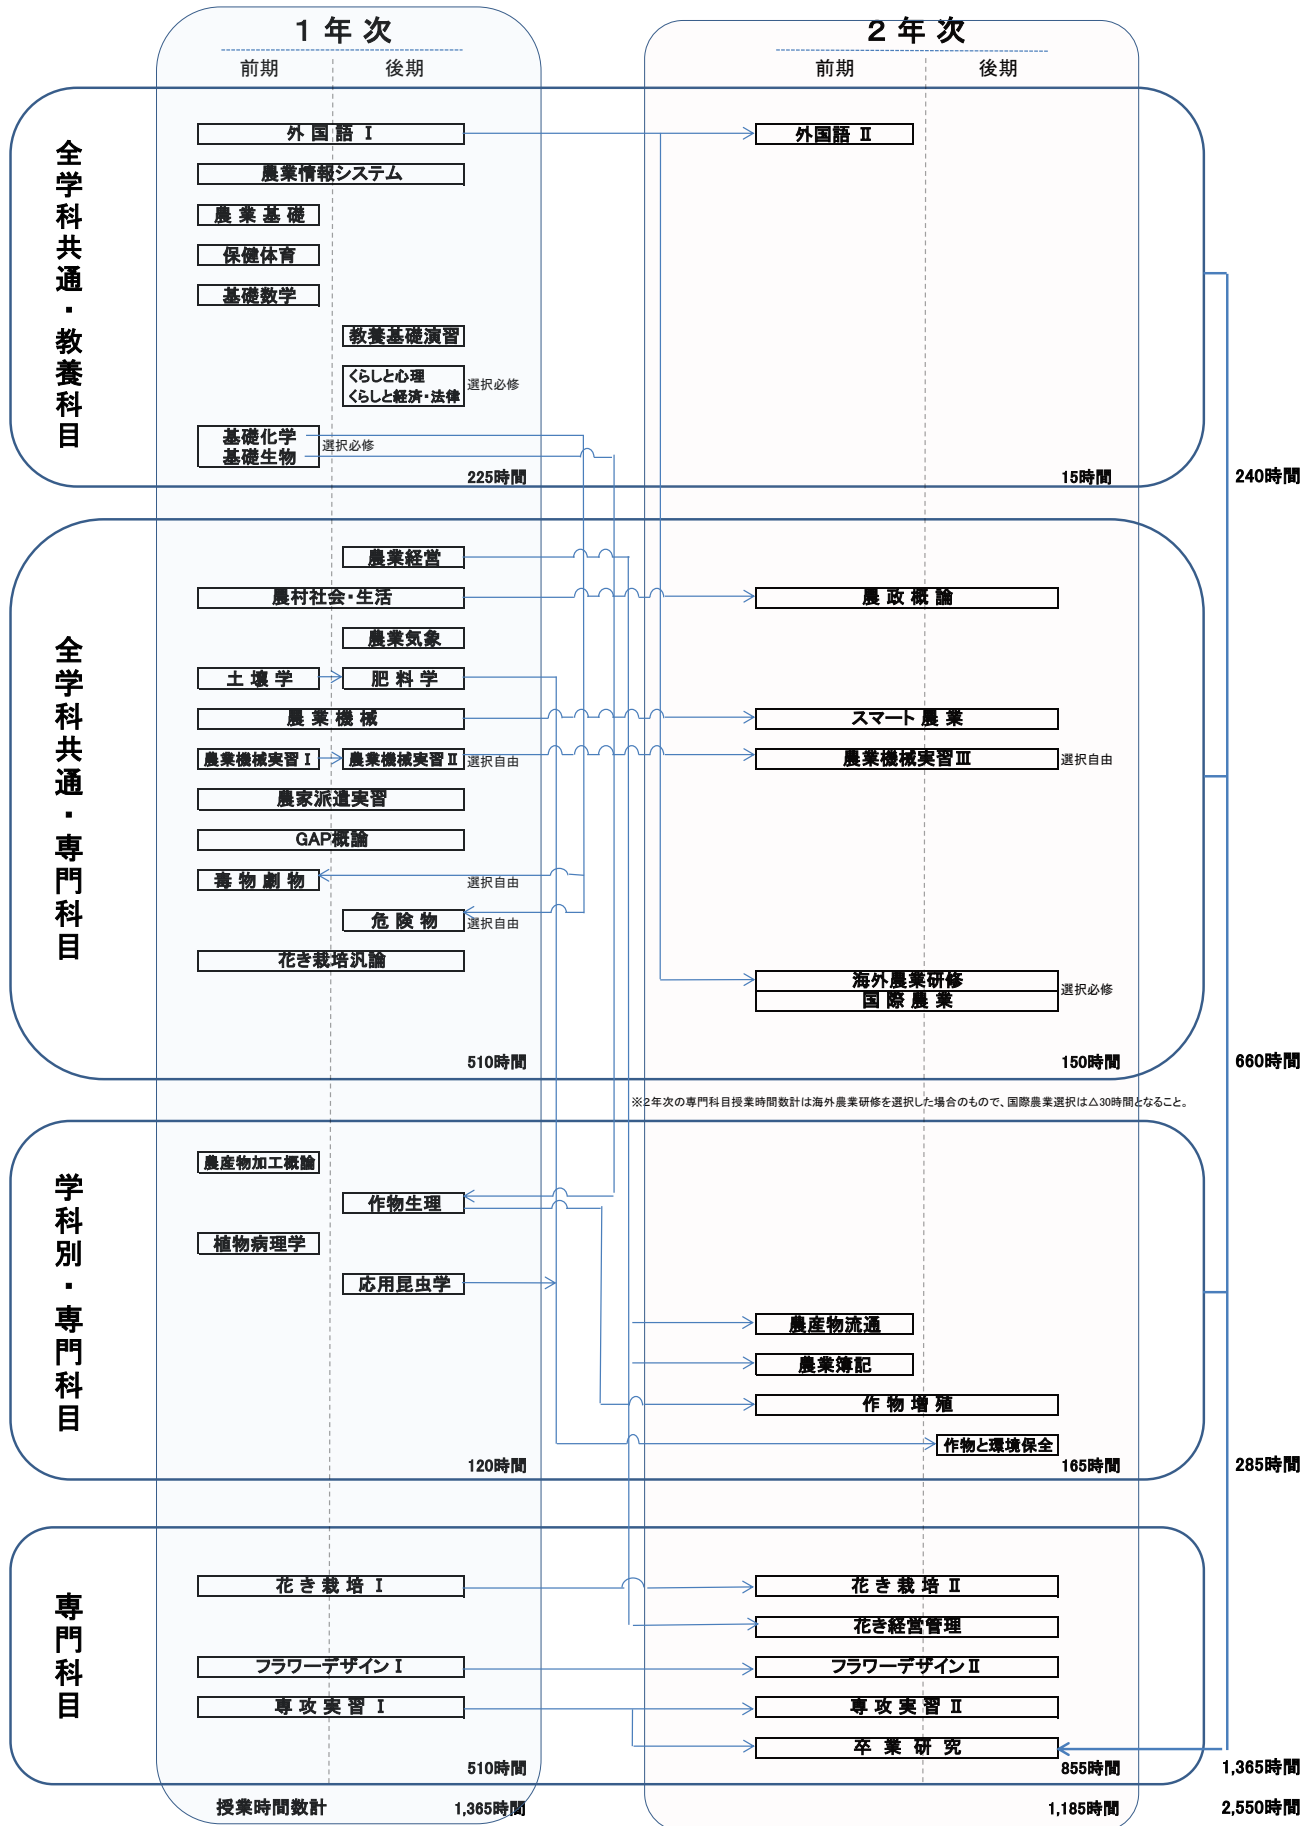 １ 年 次
２ 年 次
前期
後期
前期
後期
全学科共通・教養科目
外 国 語 Ⅰ
外国語 Ⅱ
農業情報システム
農 業 基 礎
保健体育
基礎数学
教養基礎演習
くらしと心理
くらしと経済・法律
選択必修
基礎化学
基礎生物
選択必修
225時間
15時間
240時間
全学科共通・専門科目
農業経営
農村社会・生活
農 政 概 論
農業気象
土 壌 学
肥 料 学
農 業 機 械
スマート 農 業
農業機械実習Ⅰ
農業機械実習Ⅱ
選択自由
農業機械実習Ⅲ
選択自由
農家派遣実習
GAP概論
毒 物 劇 物
選択自由
危 険 物
選択自由
花き栽培汎論
海外農業研修
国 際 農 業
選択必修
510時間
150時間
660時間
※２年次の専門科目授業時間数計は海外農業研修を選択した場合のもので、国際農業選択は△30時間となること。
学科別・専門科目
農産物加工概論
作物生理
植物病理学
応用昆虫学
農産物流通
農業簿記
作 物 増 殖
作物と環境保全
120時間
165時間
285時間
専門科目
花 き 栽 培 Ⅰ
花 き 栽 培 Ⅱ
花き経営管理
フラワーデザインⅠ
フラワーデザインⅡ
専 攻 実 習 Ⅰ
専 攻 実 習 Ⅱ
卒 業 研 究
510時間
855時間
1,365時間
授業時間数計
1,365時間
1,185時間
2,550時間